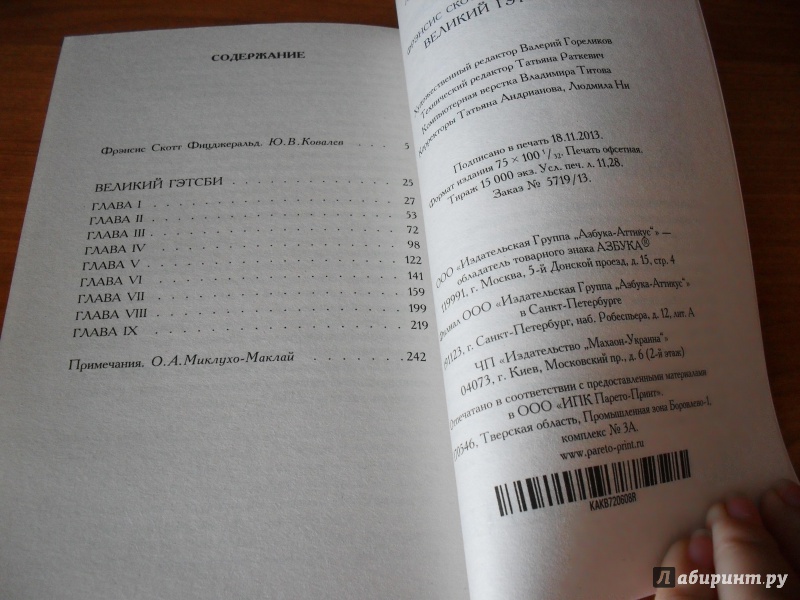 СОДЕРЖАНИЕ
Фрэнсис Скотт Фицджеральд. Ю.В.Ковалев . . . . 5
ВЕЛИКИЙ ГЭТСБИ . . . . . . . . . . . . . 25
ГЛАВА I . . . . . . . . . . . . . . . . . 27
ГЛАВА II . . . . . . . . . . . . . . . . . 53
ГЛАВА III . . . . . . . . . . . . . . . . . 72
ГЛАВА IV . . . . . . . . . . . . . . . . . 98
ГЛАВА V . . . . . . . . . . . . . . . . . 122
ГЛАВА VI . . . . . . . . . . . . . . . . . 141
ГЛАВА VII . . . . . . . . . . . . . . . . . 159
ГЛАВА VIII . . . . . . . . . . . . . . . . . 199
ГЛАВА IX . . . . . . . . . . . . . . . . . 219
Примечания. О.А.Миклухо-Маклай . . . . . . . . 242
ФРЭНСИС СКОТ
ВЕЛИКИЙ ГЭТСБИ
Художественный редактор Валерий Гореликов
Технический редактор Татьяна Раткевич
Компьютерная верстка Владимира Титова
Корректоры Татьяна Андрианова, Людмила Ни
Подписано в печать 18.11.2013.
Формат издания 75 × 100 1/32. Печать офсетная.
Тираж 15 000 экз. Усл. печ. л. 11,28.
Заказ № 5719/13.
ООО «Издательская Группа „Азбука-Аттикус“» —
обладатель товарного знака АЗБУКА®
119991, г. Москва, 5-й Донской проезд, д. 15, стр. 4
Филиал ООО «Издательская Группа „Азбука-Аттикус“»
в Санкт-Петербурге
91123, г. Санкт-Петербург, наб. Робеспьера, д. 12, лит. А
ЧП «Издательство „Махаон-Украина“»
04073, г. Киев, Московский пр., д. 6 (2-й этаж)
Отпечатано в соответствии с предоставленными материалами
в ООО «ИПК Парето-Принт».
70546, Тверская область, Промышленная зона Боровлево-1,
комплекс № 3А.
www.pareto-print.ru
KAKB720608R
Лабиринт.ру